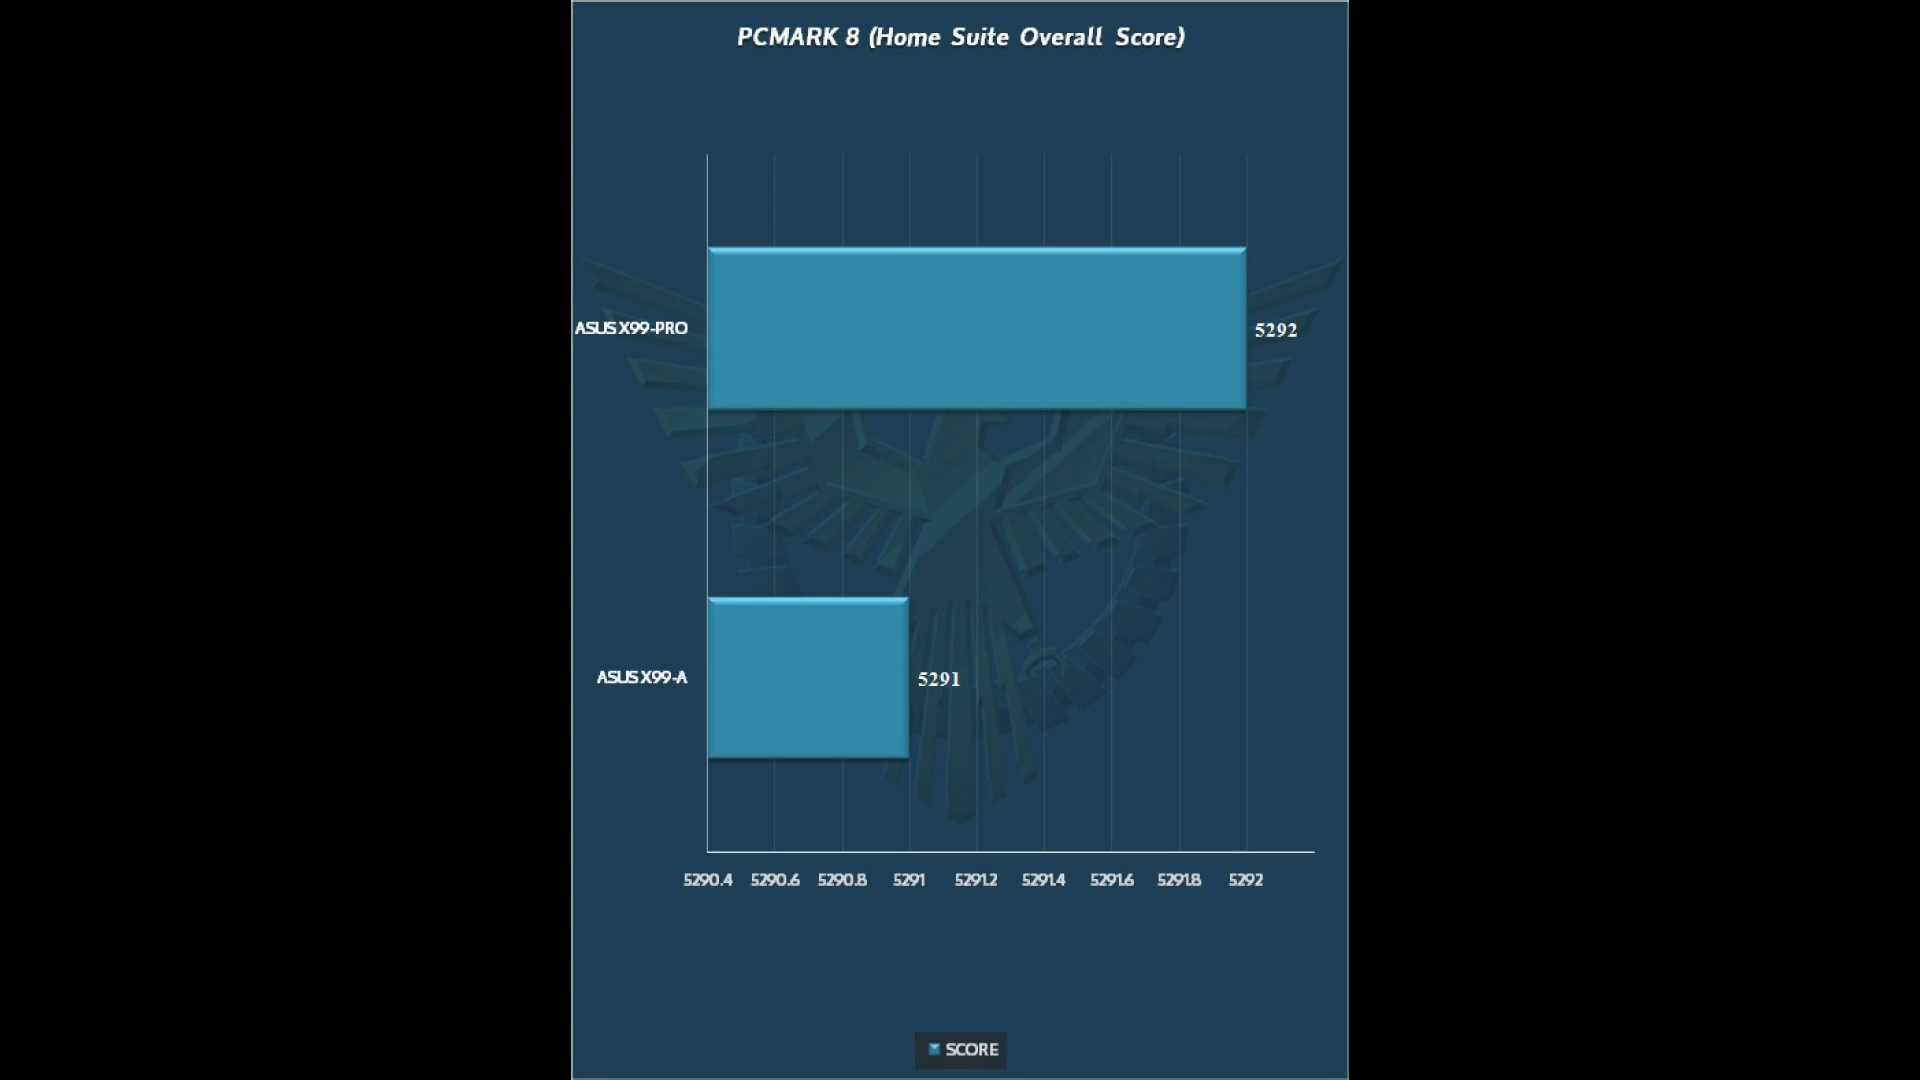 PCMARK 8 (Home Suite Overall Score)
ASUS X99-PRO
5292
ASUS X99-A
5291
5290.4 5290.6 5290.8 5291 5291.2 5291.4 5291.6 5291.8 5292
SCORE